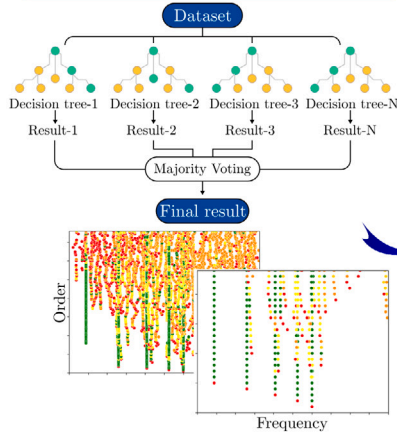 Dataset
Decision tree-1 Decision tree-2 Decision tree-3 Decision tree-N
Result-1 Result-2 Result-3 Result-N
Majority Voting
Final result
Order
Frequency